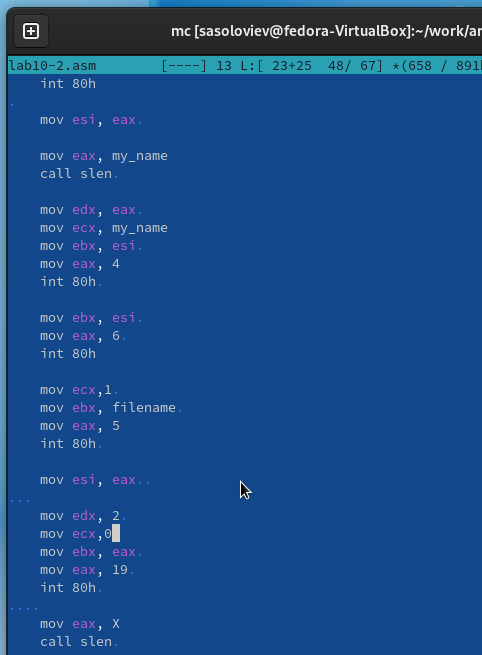 mc [sasoloviev@fedora-VirtualBox]:~/work/ar
lab10-2.asm [----] 13 L:[ 23+25 48/ 67] *(658 / 891
int 80h
.
mov esi, eax.
mov eax, my_name
call slen.
mov edx, eax.
mov ecx, my_name
mov ebx, esi.
mov eax, 4
int 80h.
mov ebx, esi.
mov eax, 6.
int 80h
mov ecx,1.
mov ebx, filename.
mov eax, 5
int 80h.
mov esi, eax..
...
mov edx, 2.
mov ecx,0
mov ebx, eax.
mov eax, 19.
int 80h.
....
mov eax, X
call slen.